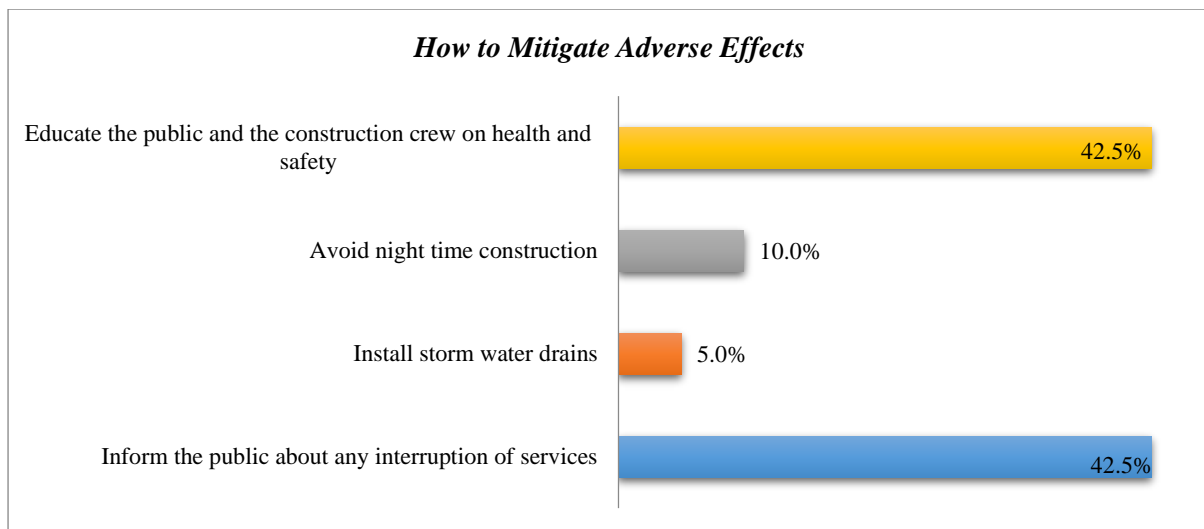 How to Mitigate Adverse Effects
Educate the public and the construction crew on health and
safety
42.5%
Avoid night time construction
10.0%
Install storm water drains
5.0%
Inform the public about any interruption of services
42.5%